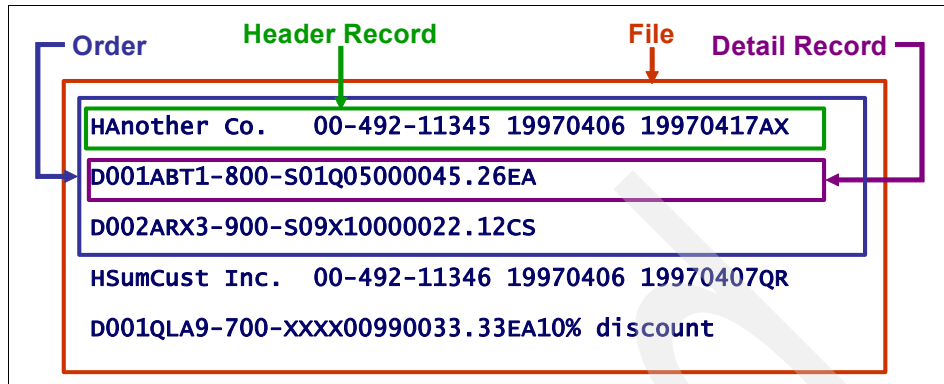 Order Header Record File Detail Record
HAnother Co.   00-492-11345 19970406 19970417AX
D001ABT1-800-S01Q05000045.26EA
D002ARX3-900-S09X10000022.12CS
HSumCust Inc.  00-492-11346 19970406 19970407QR
D001QLA9-700-XXXX00990033.33EA10% discount